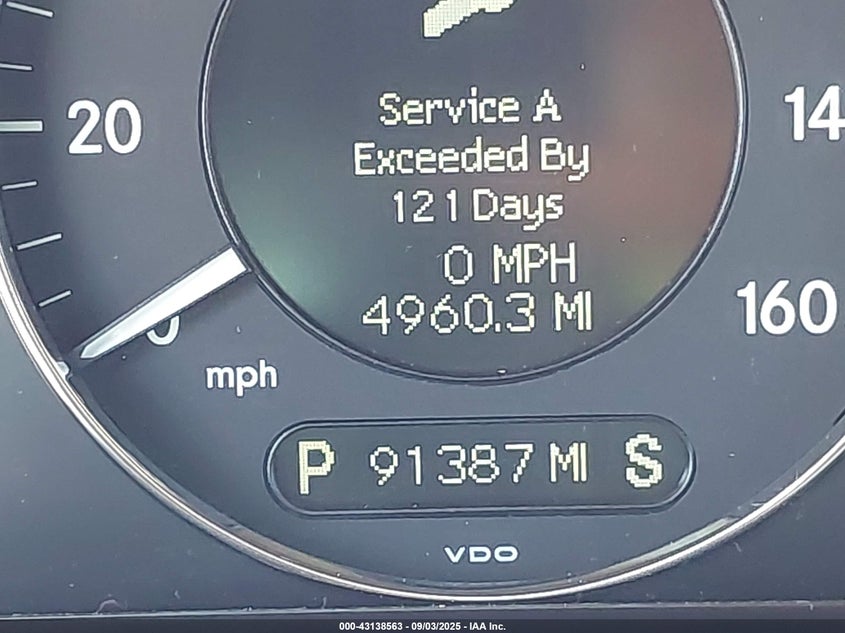 20
14
Service A
Exceeded By
121 Days
0 MPH
4960.3 MI
0
160
mph
P 91387 MI S
VDO
000-43138563 - 09/03/2025 - IAA Inc.